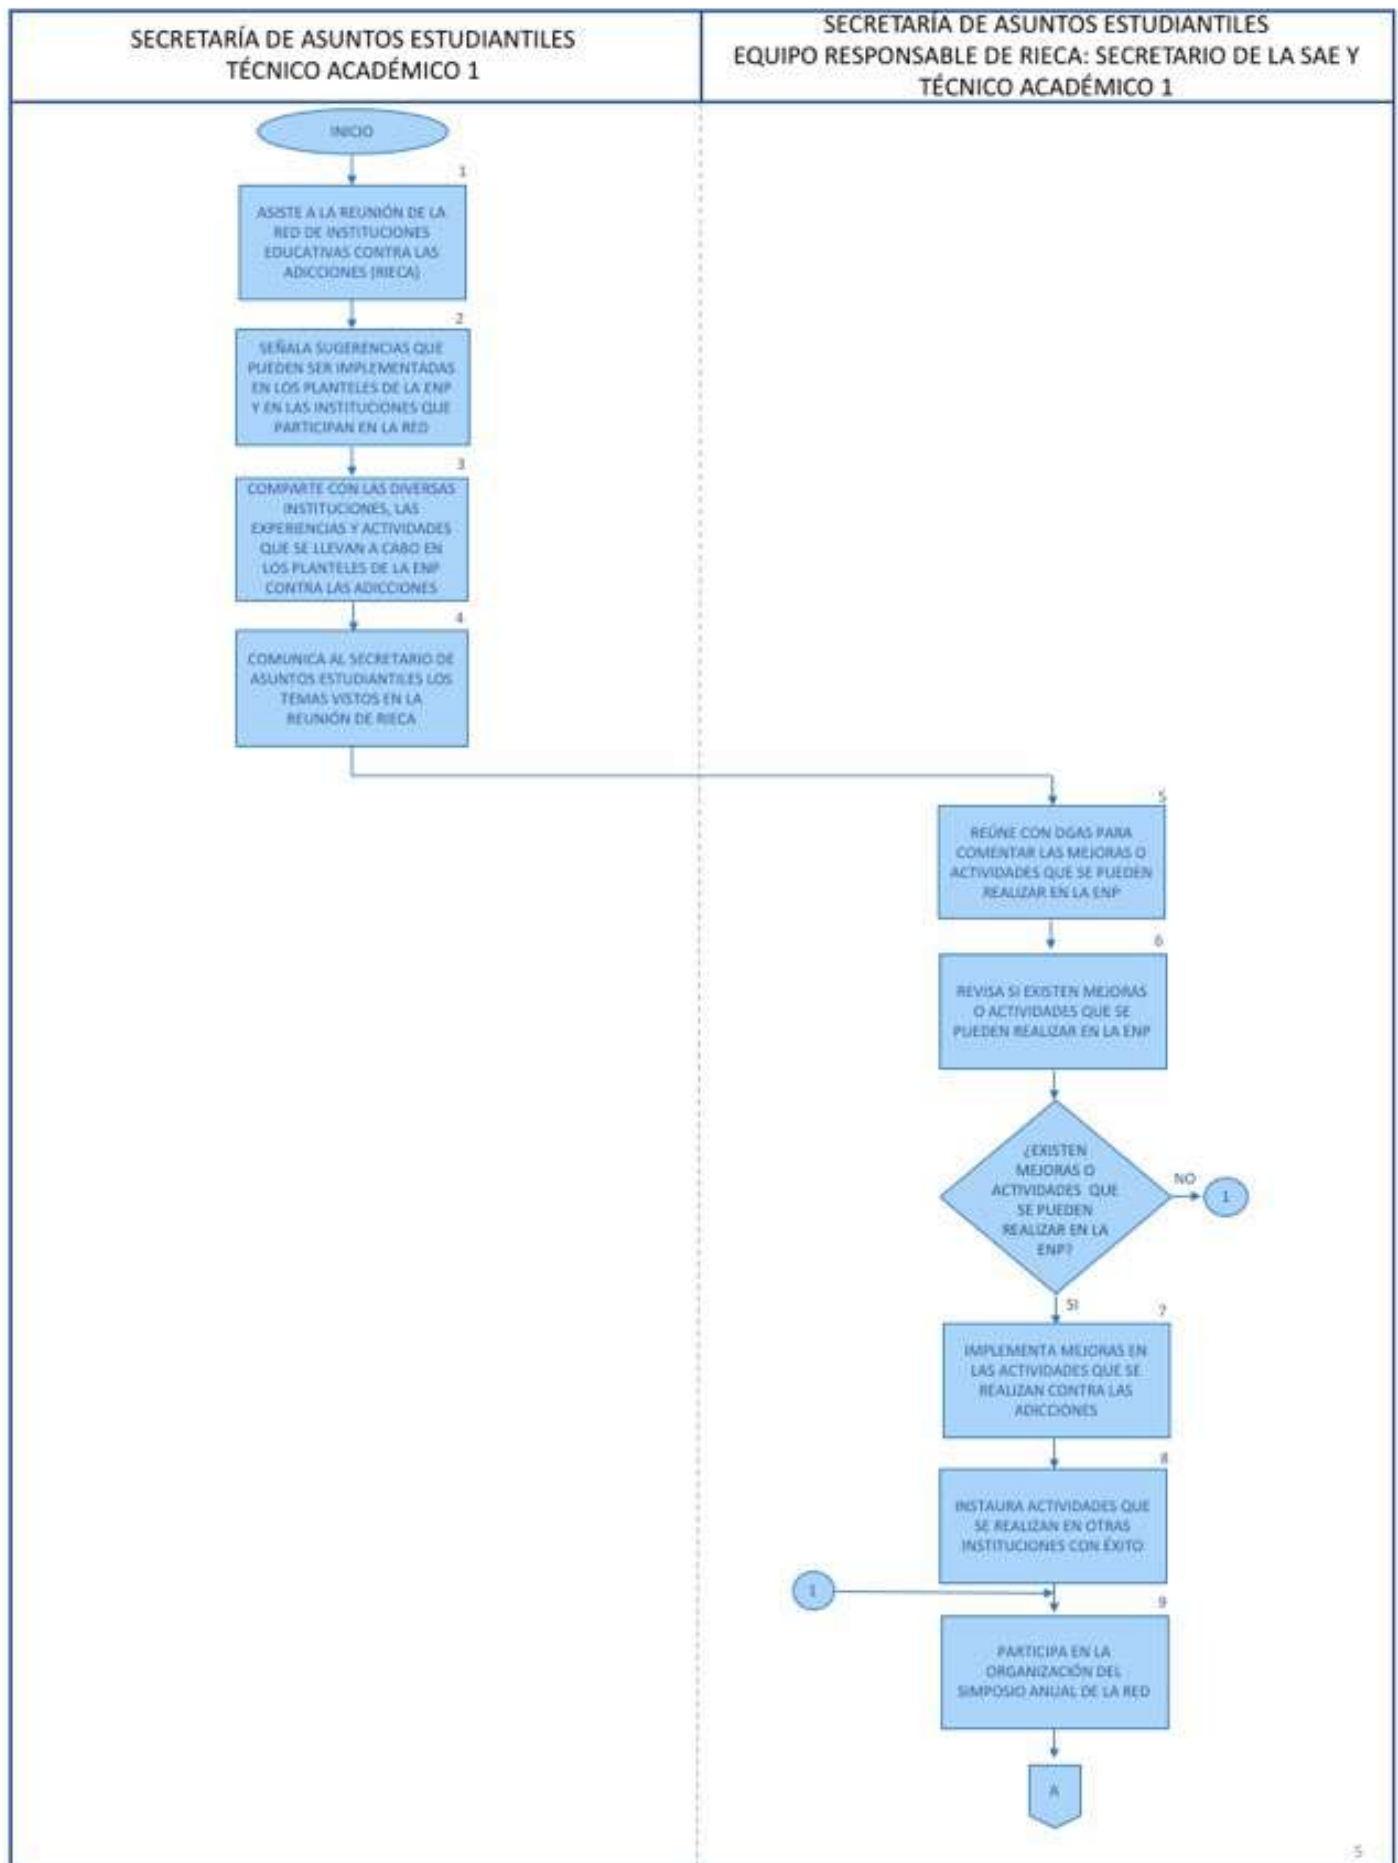 SECRETARÍA DE ASUNTOS ESTUDIANTILES
TÉCNICO ACADÉMICO 1
SECRETARÍA DE ASUNTOS ESTUDIANTILES
EQUIPO RESPONSABLE DE RIECA: SECRETARIO DE LA SAE Y
TÉCNICO ACADÉMICO 1
INICIO
1
ASISTE A LA REUNIÓN DE LA
RED DE INSTITUCIONES
EDUCATIVAS CONTRA LAS
ADICCIONES (RIECA)
2
SEÑALA SUGERENCIAS QUE
PUEDEN SER IMPLEMENTADAS
EN LOS PLANTELES DE LA ENP
Y EN LAS INSTITUCIONES QUE
PARTICIPAN EN LA RED
3
COMPARTE CON LAS DIVERSAS
INSTITUCIONES, LAS
EXPERIENCIAS Y ACTIVIDADES
QUE SE LLEVAN A CABO EN
LOS PLANTELES DE LA ENP
CONTRA LAS ADICCIONES
4
COMUNICA AL SECRETARIO DE
ASUNTOS ESTUDIANTILES LOS
TEMAS VISTOS EN LA
REUNIÓN DE RIECA
5
REÚNE CON DGAS PARA
COMENTAR LAS MEJORAS O
ACTIVIDADES QUE SE PUEDEN
REALIZAR EN LA ENP
6
REVISA SI EXISTEN MEJORAS
O ACTIVIDADES QUE SE
PUEDEN REALIZAR EN LA ENP
¿EXISTEN
MEJORAS O
ACTIVIDADES QUE
SE PUEDEN
REALIZAR EN LA
ENP?
NO
1
SI
7
IMPLEMENTA MEJORAS EN
LAS ACTIVIDADES QUE SE
REALIZAN CONTRA LAS
ADICCIONES
8
INSTAURA ACTIVIDADES QUE
SE REALIZAN EN OTRAS
INSTITUCIONES CON ÉXITO
1
9
PARTICIPA EN LA
ORGANIZACIÓN DEL
SIMPOSIO ANUAL DE LA RED
A
5